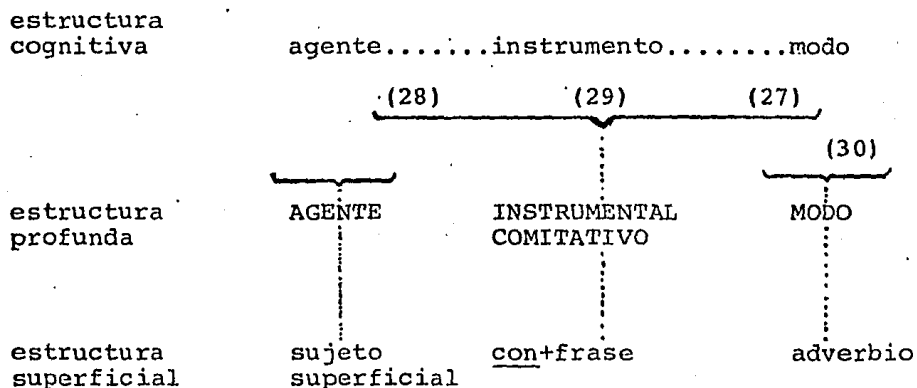 estructura
cognitiva agente.......instrumento........modo
(28) (29) (27)
(30)
estructura AGENTE INSTRUMENTAL MODO
profunda COMITATIVO
estructura sujeto con+frase adverbio
superficial superficial